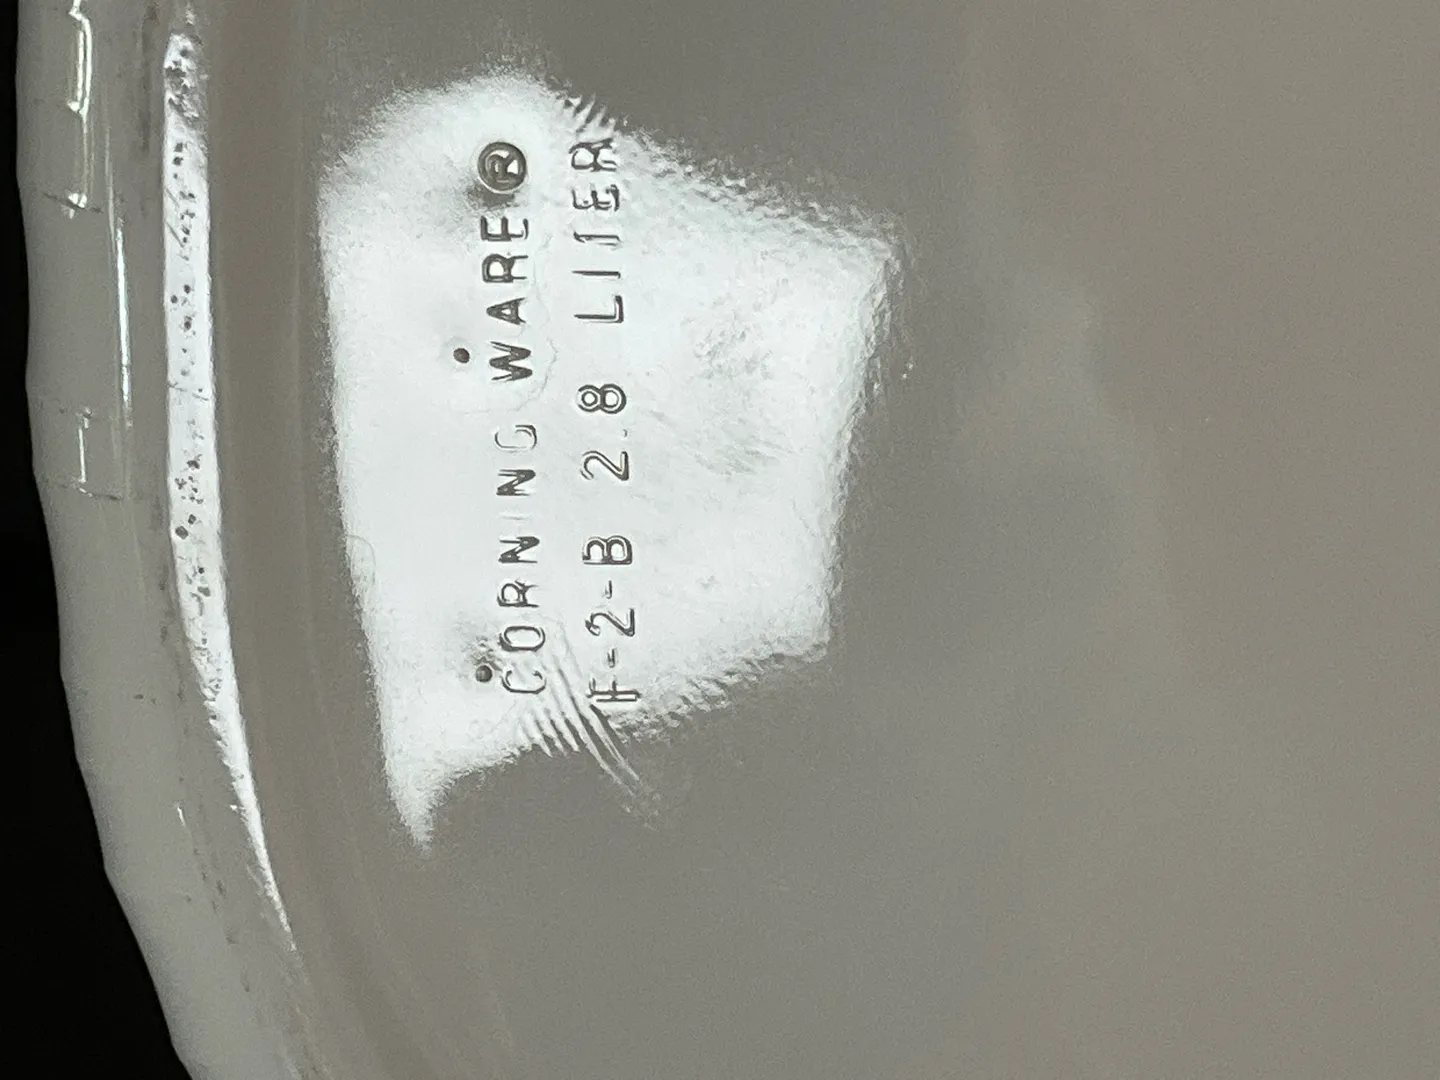 CORNING WARE®
F-2-B 2.8 LITER